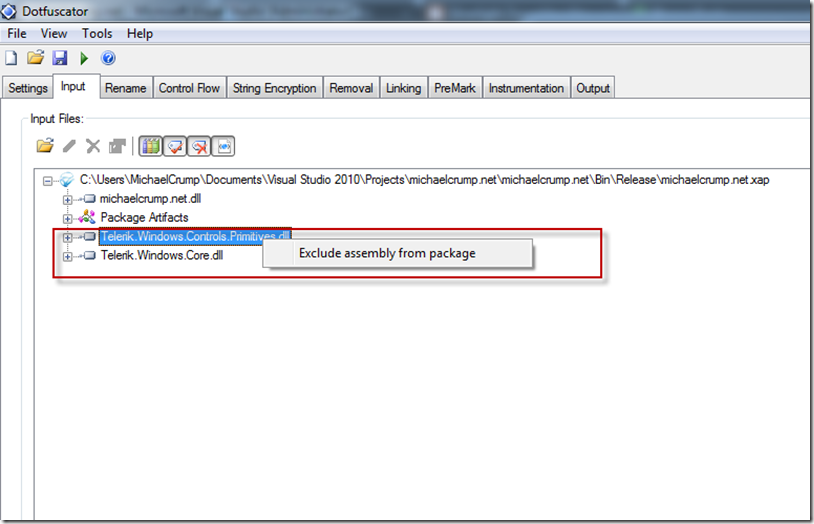 Dotfuscator
File View Tools Help
Settings Input Rename Control Flow String Encryption Removal Linking PreMark Instrumentation Output
Input Files:
C:\Users\MichaelCrump\Documents\Visual Studio 2010\Projects\michaelcrump.net\michaelcrump.net\Bin\Release\michaelcrump.net.xap
michaelcrump.net.dll
Package Artifacts
Telerik.Windows.Controls.Primitives.dll
Exclude assembly from package
Telerik.Windows.Core.dll